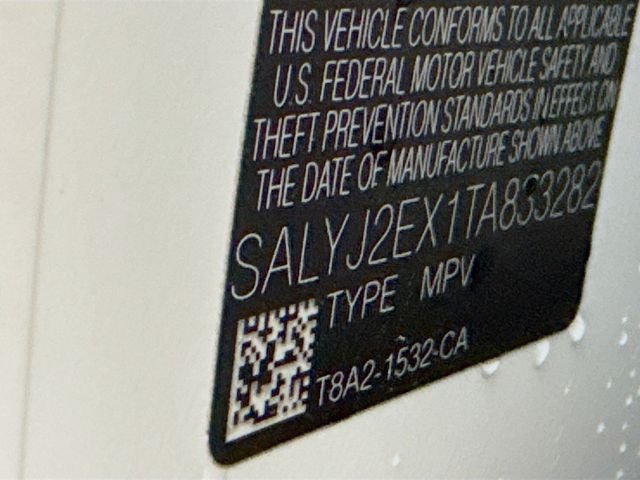 THIS VEHICLE CONFORMS TO ALL APPLICABLE
U.S. FEDERAL MOTOR VEHICLE SAFETY AND
THEFT PREVENTION STANDARDS IN EFFECT ON
THE DATE OF MANUFACTURE SHOWN ABOVE
SALYJ2EX1TA833282
TYPE MPV
T8A2-1532-CA